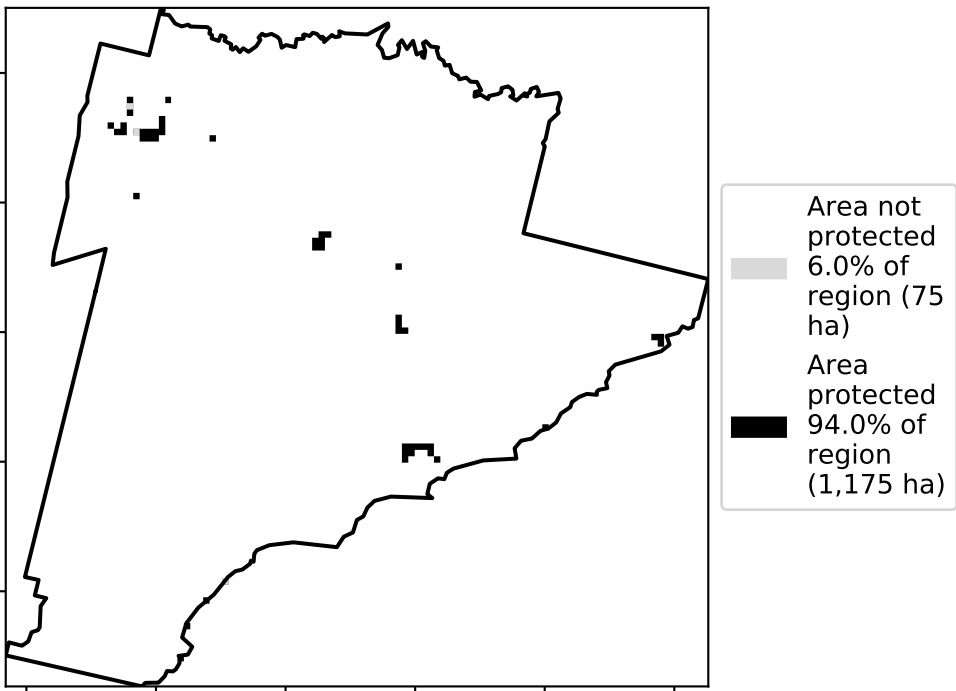 Area not
protected
6.0% of
region (75
ha)
Area
protected
94.0% of
region
(1,175 ha)